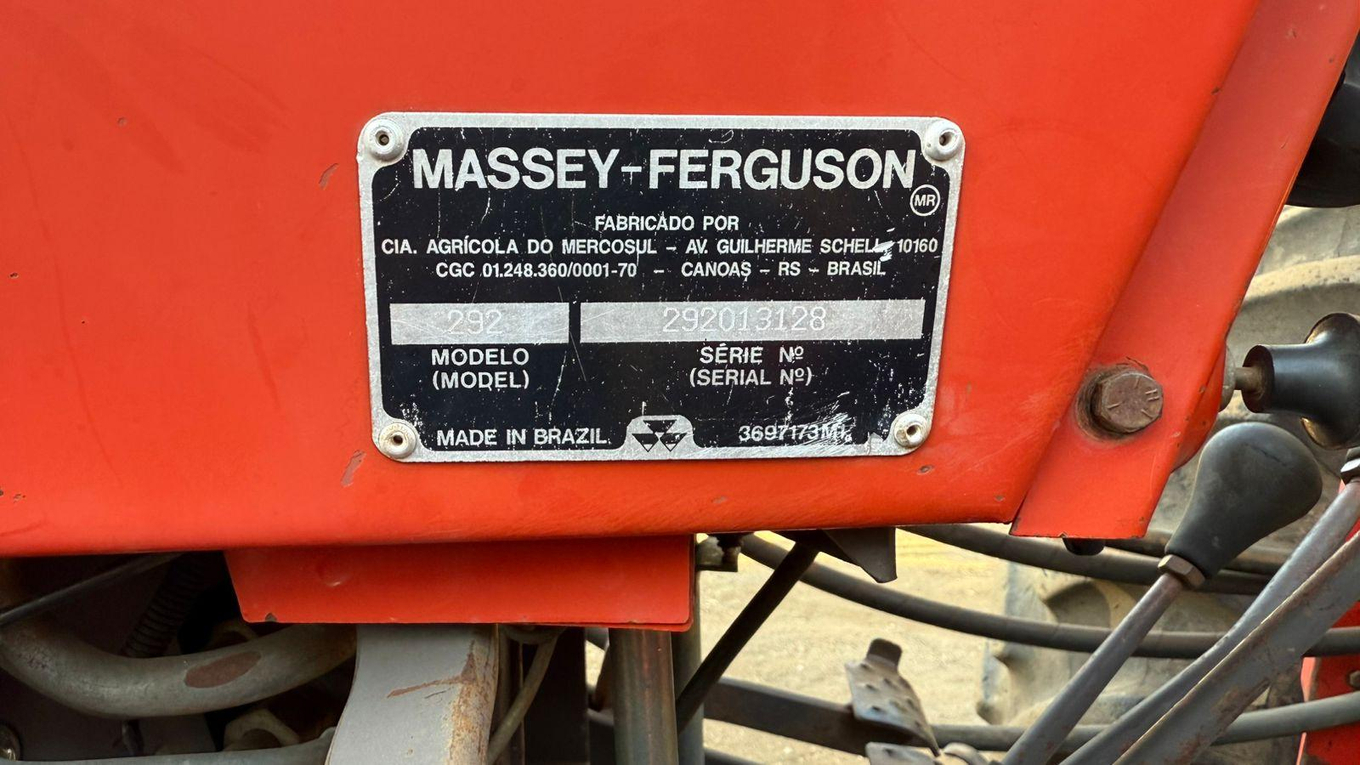 MASSEY-FERGUSON
MR
FABRICADO POR
CIA. AGRÍCOLA DO MERCOSUL - AV. GUILHERME SCHELL, 10160
CGC 01.248.360/0001-70 - CANOAS - RS - BRASIL
292 292013128
MODELO SÉRIE Nº
(MODEL) (SERIAL Nº)
MADE IN BRAZIL 3697173M1